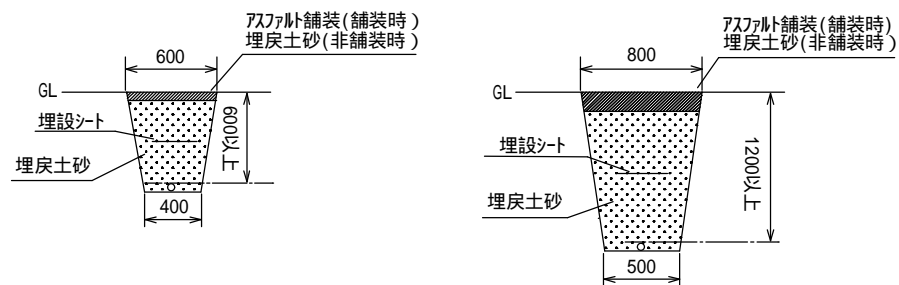 アスファルト舗装(舗装時)
埋戻土砂(非舗装時)
600
GL
埋設シート
埋戻土砂
600以上
400
アスファルト舗装(舗装時)
埋戻土砂(非舗装時)
800
GL
埋設シート
埋戻土砂
1200以上
500